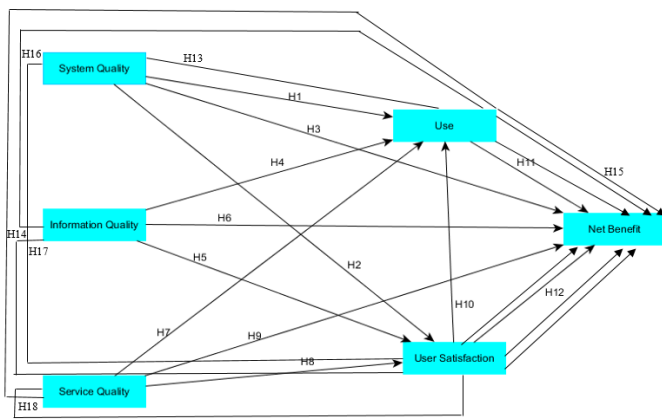 H16
System Quality
H13
H1
H3
Use
H4
H11
H15
Information Quality
H6
Net Benefit
H14
H17
H5
H2
H10
H12
H7
H9
H8
User Satisfaction
Service Quality
H18